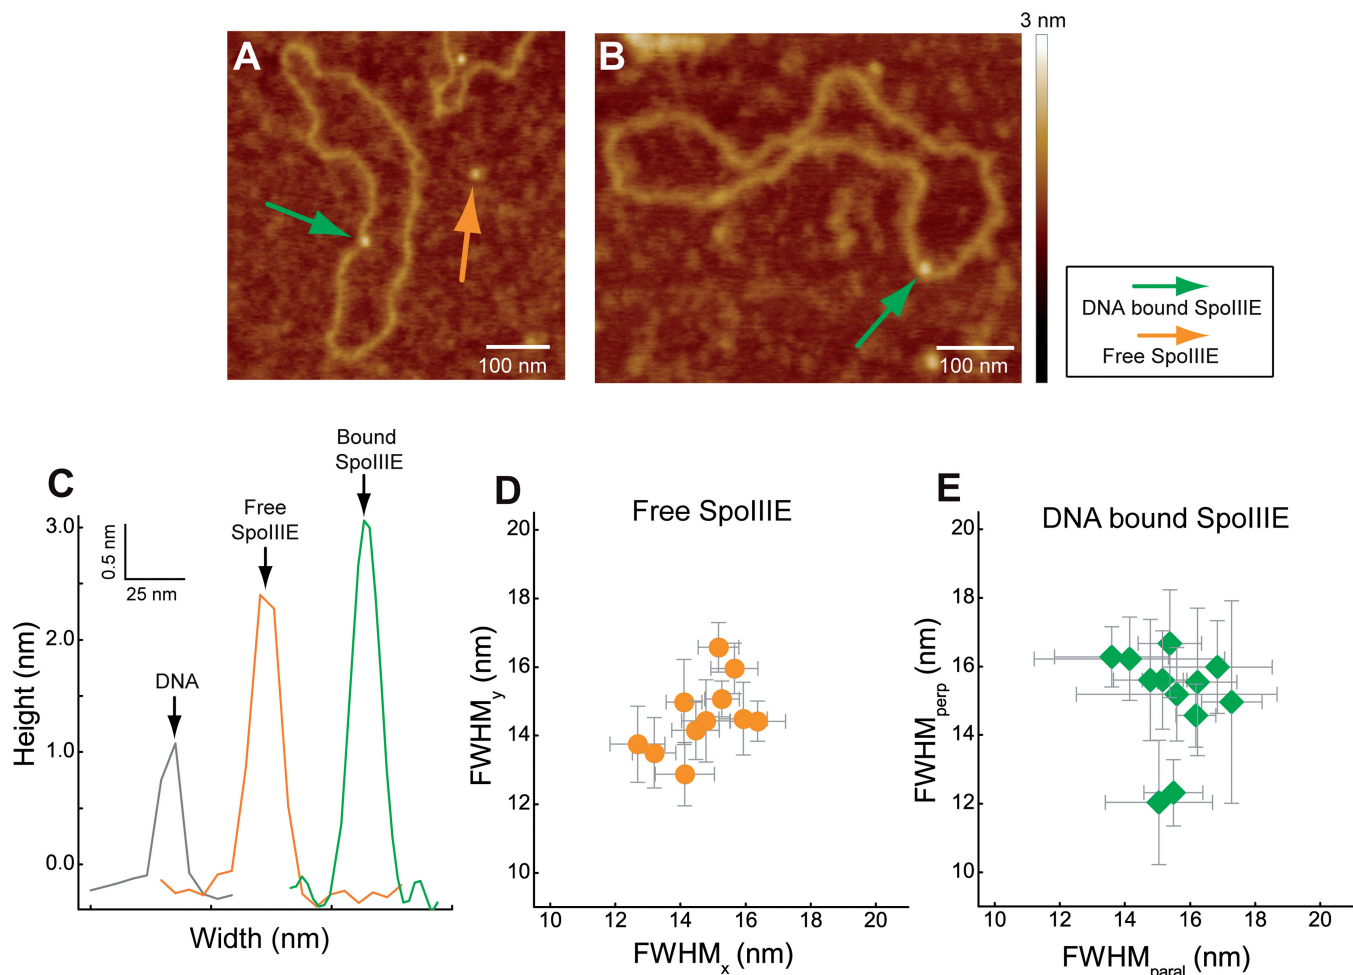 3 nm
A
B
100 nm
100 nm
DNA bound SpoIIIE
Free SpoIIIE
C
Bound
SpoIIIE
Free
SpoIIIE
DNA
0.5 nm
25 nm
3.0
2.0
1.0
0.0
Height (nm)
Width (nm)
D
Free SpoIIIE
20
18
16
14
12
10
FWHMy (nm)
10 12 14 16 18 20
FWHMx (nm)
E
DNA bound SpoIIIE
20
18
16
14
12
10
FWHMperp (nm)
10 12 14 16 18 20
FWHMparal (nm)